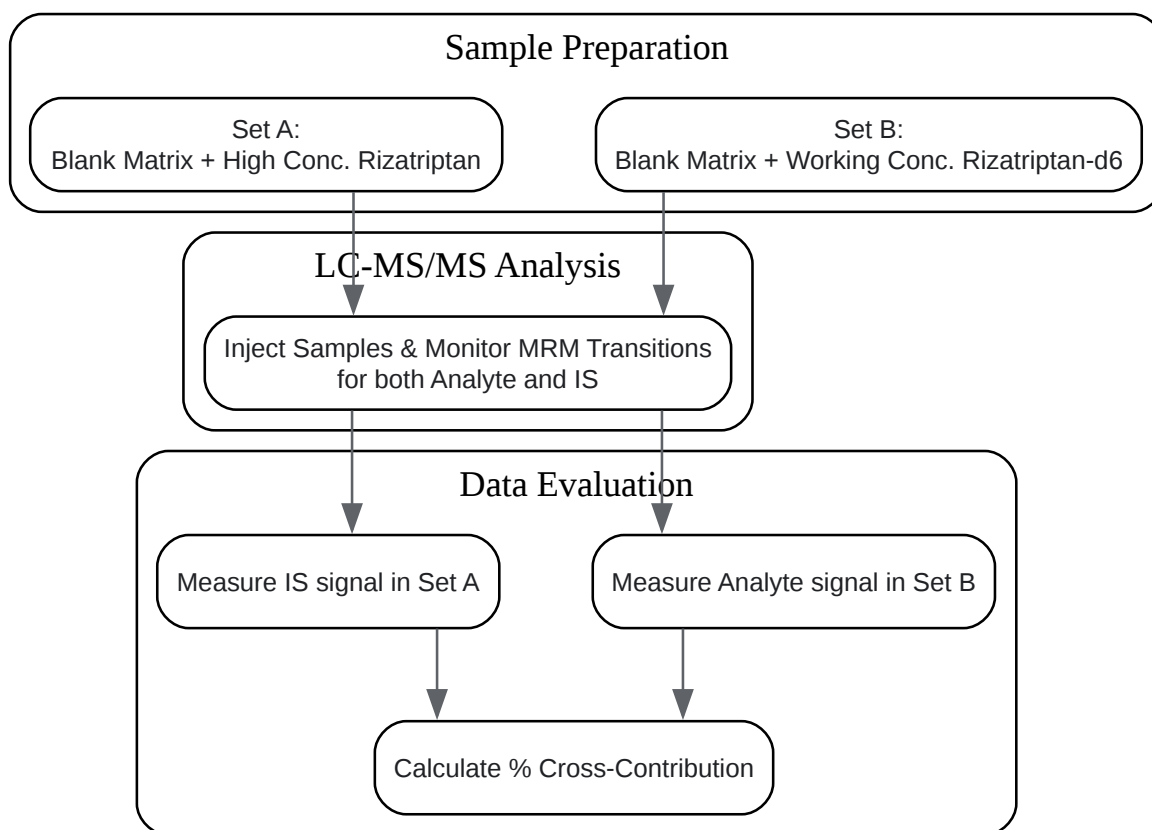 Sample Preparation
Set A:
Blank Matrix + High Conc. Rizatriptan
Set B:
Blank Matrix + Working Conc. Rizatriptan-d6
LC-MS/MS Analysis
Inject Samples & Monitor MRM Transitions
for both Analyte and IS
Data Evaluation
Measure IS signal in Set A
Measure Analyte signal in Set B
Calculate % Cross-Contribution